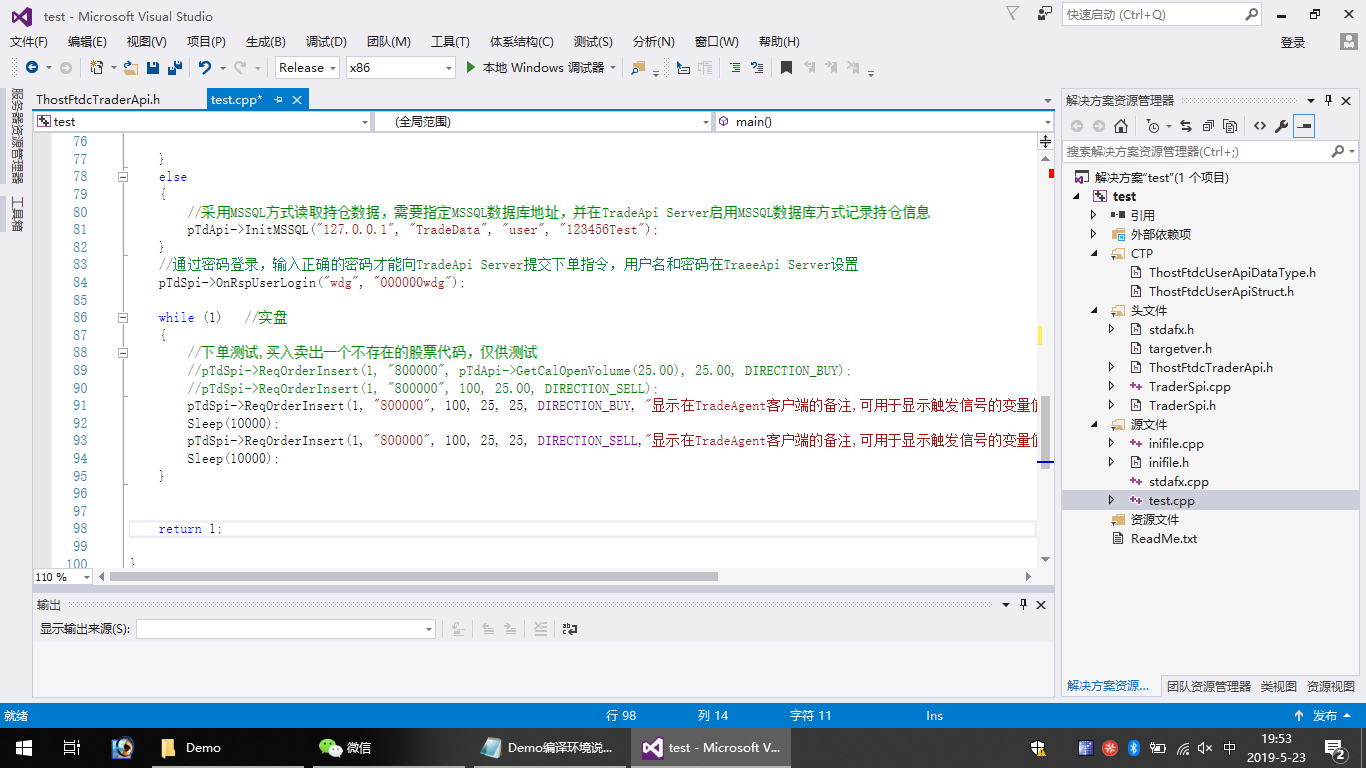 test - Microsoft Visual Studio
快速启动 (Ctrl+Q)
文件(F) 编辑(E) 视图(V) 项目(P) 生成(B) 调试(D) 团队(M) 工具(T) 体系结构(C) 测试(S) 分析(N) 窗口(W) 帮助(H)
登录
Release x86 本地 Windows 调试器
服务器资源管理器
工具箱
ThostFtdcTraderApi.h test.cpp*
test (全局范围) main()
76
77 }
78 else
79 {
80 //采用MSSQL方式读取持仓数据，需要指定MSSQL数据库地址，并在TradeApi Server启用MSSQL数据库方式记录持仓信息
81 pTdApi->InitMSSQL("127.0.0.1", "TradeData", "user", "123456Test");
82 }
83 //通过密码登录，输入正确的密码才能向TradeApi Server提交下单指令，用户名和密码在TraeeApi Server设置
84 pTdSpi->OnRspUserLogin("wdg", "000000wdg");
85
86 while (1) //实盘
87 {
88 //下单测试,买入卖出一个不存在的股票代码，仅供测试
89 //pTdSpi->ReqOrderInsert(1, "800000", pTdApi->GetCalOpenVolume(25.00), 25.00, DIRECTION_BUY);
90 //pTdSpi->ReqOrderInsert(1, "800000", 100, 25.00, DIRECTION_SELL);
91 pTdSpi->ReqOrderInsert(1, "800000", 100, 25, 25, DIRECTION_BUY, "显示在TradeAgent客户端的备注,可用于显示触发信号的变量值
92 Sleep(10000);
93 pTdSpi->ReqOrderInsert(1, "800000", 100, 25, 25, DIRECTION_SELL,"显示在TradeAgent客户端的备注,可用于显示触发信号的变量值
94 Sleep(10000);
95 }
96
97
98 return 1;
99
100 }
110 %
输出
显示输出来源(S):
解决方案资源管理器
搜索解决方案资源管理器(Ctrl+;)
解决方案"test"(1 个项目)
test
引用
外部依赖项
CTP
ThostFtdcUserApiDataType.h
ThostFtdcUserApiStruct.h
头文件
stdafx.h
targetver.h
ThostFtdcTraderApi.h
TraderSpi.cpp
TraderSpi.h
源文件
inifile.cpp
inifile.h
stdafx.cpp
test.cpp
资源文件
ReadMe.txt
解决方案资源... 团队资源管理器 类视图 资源视图
就绪 行 98 列 14 字符 11 Ins 发布
Demo 微信 Demo编译环境说... test - Microsoft V...
中
19:53
2019-5-23
2